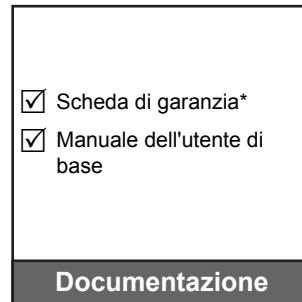 ☑ Scheda di garanzia*
☑ Manuale dell'utente di
base
Documentazione